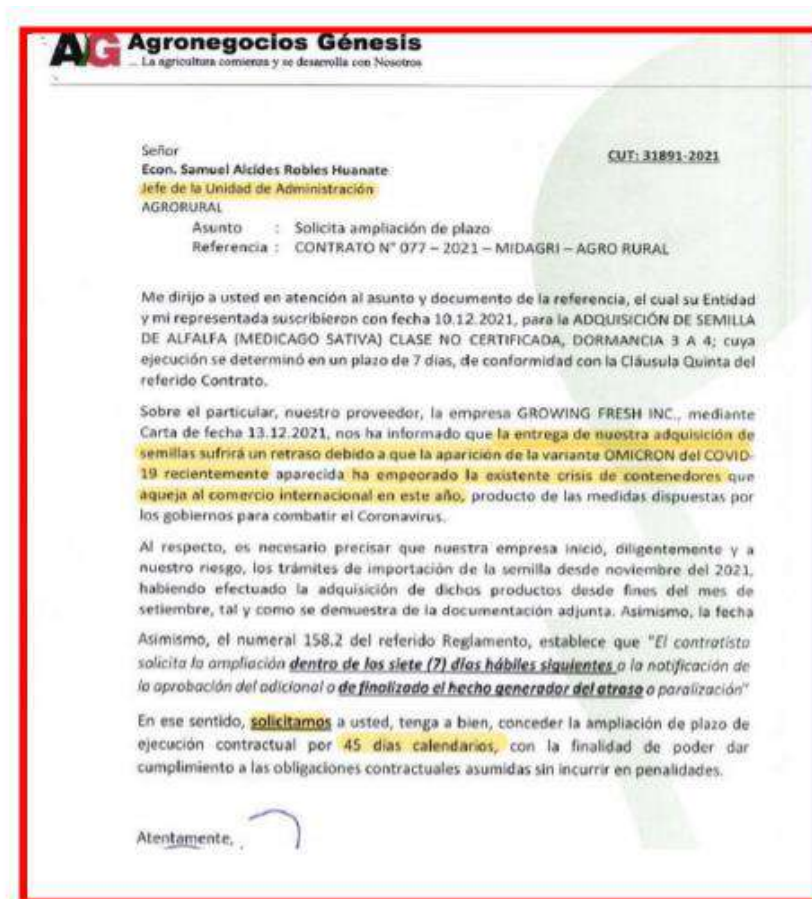 AG Agronegocios Génesis
... La agricultura comienza y se desarrolla con Nosotros
Señor
CUT: 31891-2021
Econ. Samuel Alcides Robles Huanate
Jefe de la Unidad de Administración
AGRORURAL
Asunto : Solicita ampliación de plazo
Referencia : CONTRATO N° 077 – 2021 – MIDAGRI – AGRO RURAL
Me dirijo a usted en atención al asunto y documento de la referencia, el cual su Entidad
y mi representada suscribieron con fecha 10.12.2021, para la ADQUISICIÓN DE SEMILLA
DE ALFALFA (MEDICAGO SATIVA) CLASE NO CERTIFICADA, DORMANCIA 3 A 4; cuya
ejecución se determinó en un plazo de 7 días, de conformidad con la Cláusula Quinta del
referido Contrato.
Sobre el particular, nuestro proveedor, la empresa GROWING FRESH INC., mediante
Carta de fecha 13.12.2021, nos ha informado que la entrega de nuestra adquisición de
semillas sufrirá un retraso debido a que la aparición de la variante OMICRON del COVID-
19 recientemente aparecida ha empeorado la existente crisis de contenedores que
aqueja al comercio internacional en este año, producto de las medidas dispuestas por
los gobiernos para combatir el Coronavirus.
Al respecto, es necesario precisar que nuestra empresa inició, diligentemente y a
nuestro riesgo, los trámites de importación de la semilla desde noviembre del 2021,
habiendo efectuado la adquisición de dichos productos desde fines del mes de
setiembre, tal y como se demuestra de la documentación adjunta. Asimismo, la fecha
Asimismo, el numeral 158.2 del referido Reglamento, establece que "El contratista
solicita la ampliación dentro de los siete (7) días hábiles siguientes a la notificación de
la aprobación del adicional o de finalizado el hecho generador del atraso o paralización"
En ese sentido, solicitamos a usted, tenga a bien, conceder la ampliación de plazo de
ejecución contractual por 45 días calendarios, con la finalidad de poder dar
cumplimiento a las obligaciones contractuales asumidas sin incurrir en penalidades.
Atentamente,